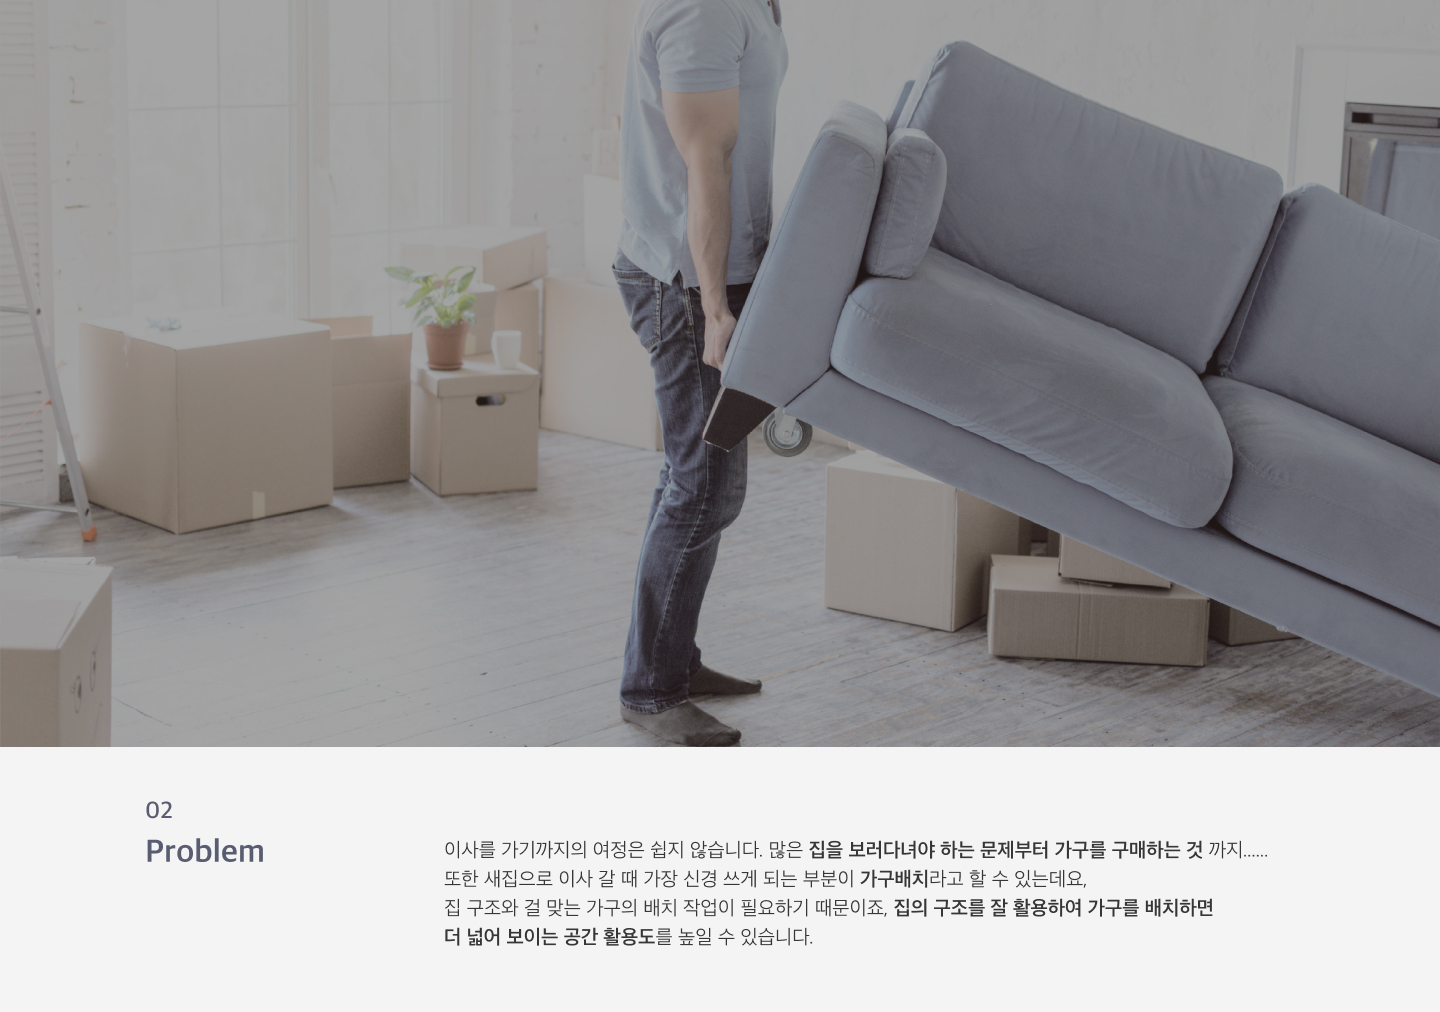 02
Problem
이사를 가기까지의 여정은 쉽지 않습니다. 많은 집을 보러다녀야 하는 문제부터 가구를 구매하는 것 까지......
또한 새집으로 이사 갈 때 가장 신경 쓰게 되는 부분이 가구배치라고 할 수 있는데요,
집 구조와 걸 맞는 가구의 배치 작업이 필요하기 때문이죠, 집의 구조를 잘 활용하여 가구를 배치하면
더 넓어 보이는 공간 활용도를 높일 수 있습니다.